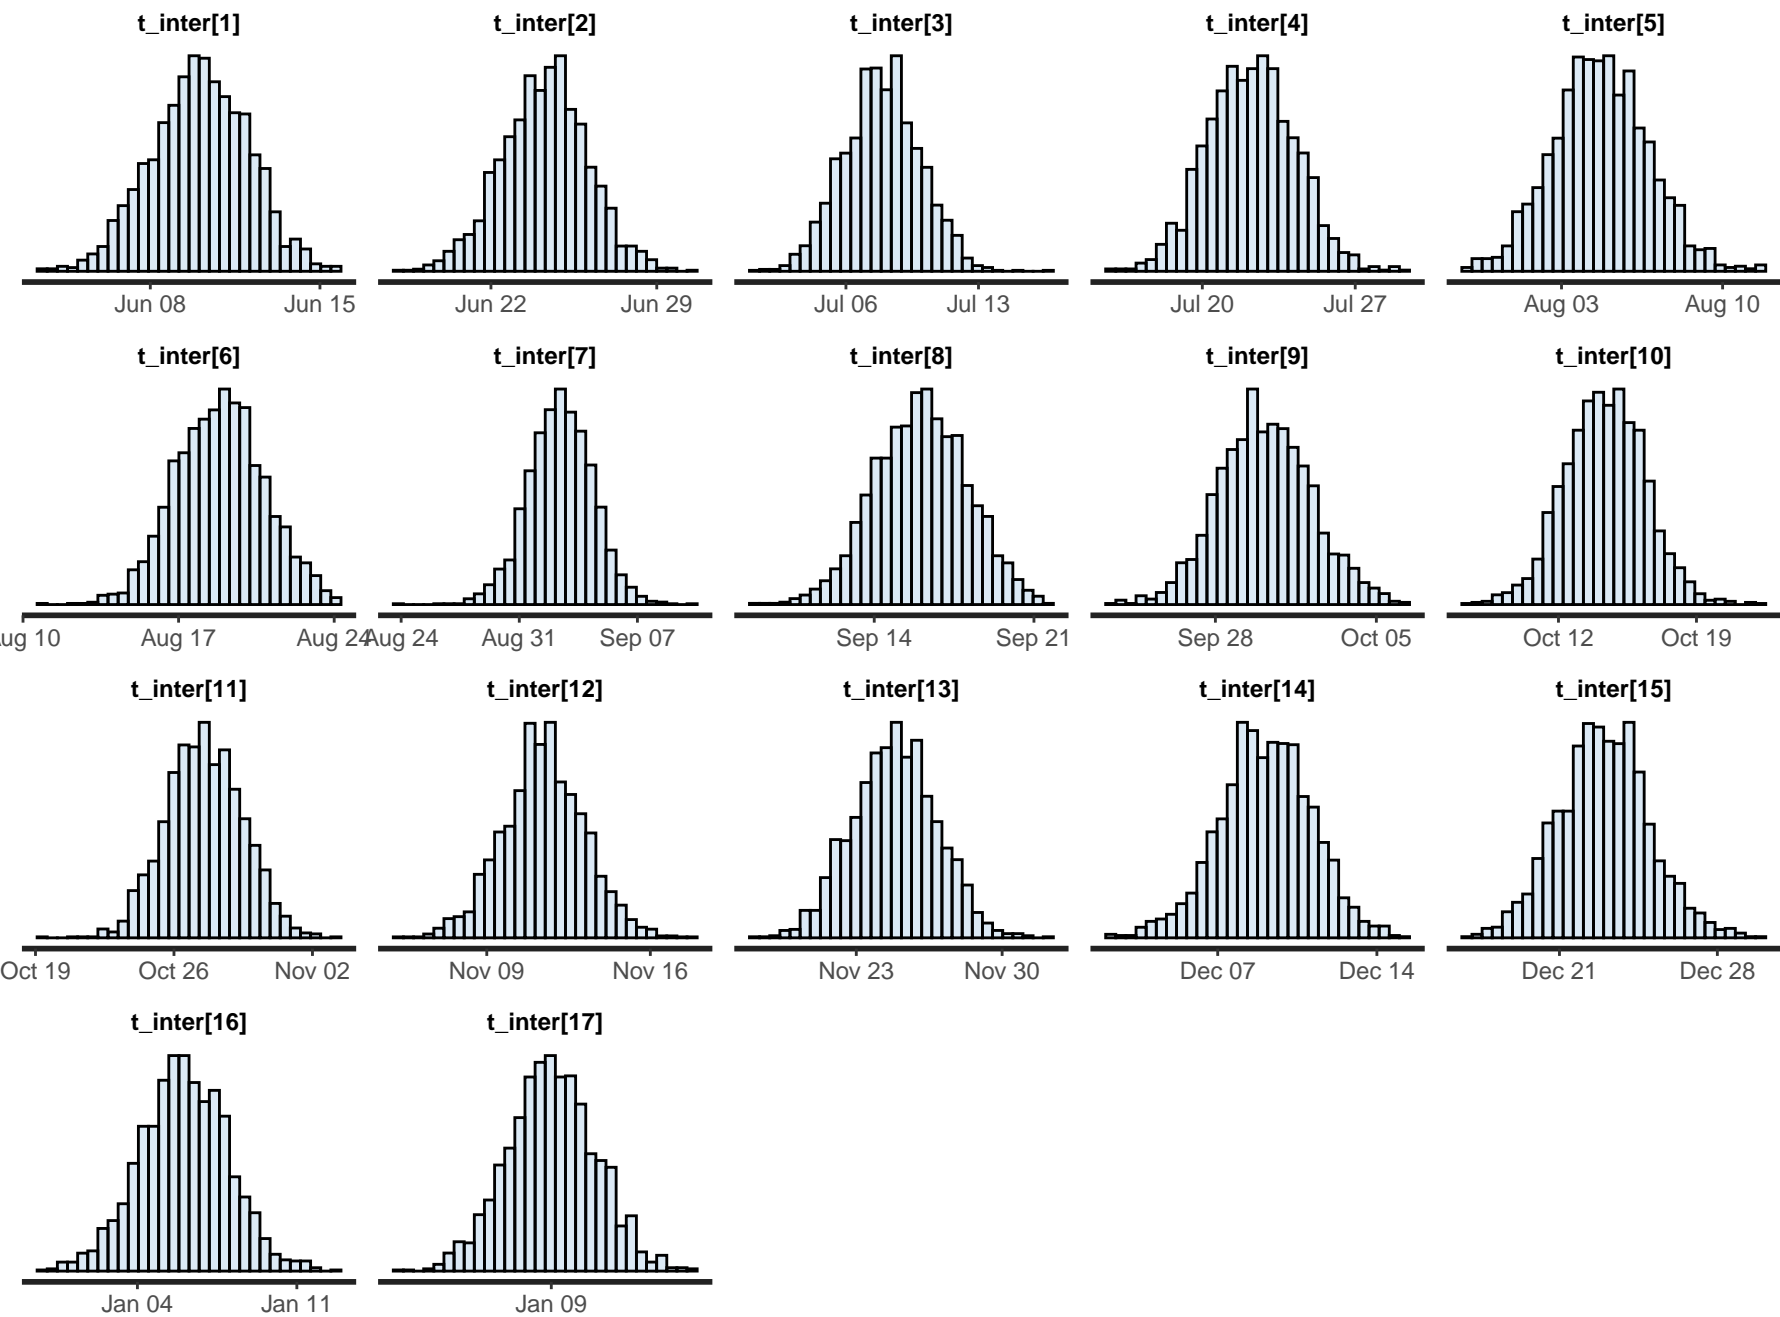 t_inter[1] t_inter[2] t_inter[3] t_inter[4] t_inter[5]
Jun 08 Jun 15 Jun 22 Jun 29 Jul 06 Jul 13 Jul 20 Jul 27 Aug 03 Aug 10
t_inter[6] t_inter[7] t_inter[8] t_inter[9] t_inter[10]
ug 10 Aug 17 Aug 24 Aug 24 Aug 31 Sep 07 Sep 14 Sep 21 Sep 28 Oct 05 Oct 12 Oct 19
t_inter[11] t_inter[12] t_inter[13] t_inter[14] t_inter[15]
Oct 19 Oct 26 Nov 02 Nov 09 Nov 16 Nov 23 Nov 30 Dec 07 Dec 14 Dec 21 Dec 28
t_inter[16] t_inter[17]
Jan 04 Jan 11 Jan 09